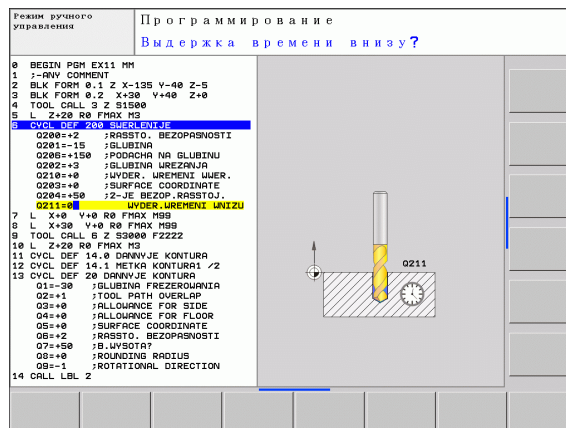 Режим ручного
управления
Программирование
Выдержка времени внизу?
0 BEGIN PGM EX11 MM
1 ;-ANY COMMENT
2 BLK FORM 0.1 Z X-135 Y-40 Z-5
3 BLK FORM 0.2 X+30 Y+40 Z+0
4 TOOL CALL 3 Z S1500
5 L Z+20 R0 FMAX M3
6 CYCL DEF 200 SWERLENIJE
Q200=+2 ;RASSTO. BEZOPASNOSTI
Q201=-15 ;GLUBINA
Q206=+150 ;PODACHA NA GLUBINU
Q202=+3 ;GLUBINA WREZANJA
Q210=+0 ;WYDER. WREMENI WWER.
Q203=+0 ;SURFACE COORDINATE
Q204=+50 ;2-JE BEZOP.RASSTOJ.
Q211=0 WYDER.WREMENI WNIZU
7 L X+0 Y+0 R0 FMAX M99
8 L X+30 Y+0 R0 FMAX M99
9 TOOL CALL 6 Z S3000 F2222
10 L Z+20 R0 FMAX M3
11 CYCL DEF 14.0 DANNYJE KONTURA
12 CYCL DEF 14.1 METKA KONTURA1 /2
13 CYCL DEF 20 DANNYJE KONTURA
Q1=-30 ;GLUBINA FREZEROWANIA
Q2=+1 ;TOOL PATH OVERLAP
Q3=+0 ;ALLOWANCE FOR SIDE
Q4=+0 ;ALLOWANCE FOR FLOOR
Q5=+0 ;SURFACE COORDINATE
Q6=+2 ;RASSTO. BEZOPASNOSTI
Q7=+50 ;B.WYSOTA?
Q8=+0 ;ROUNDING RADIUS
Q9=-1 ;ROTATIONAL DIRECTION
14 CALL LBL 2
Q211